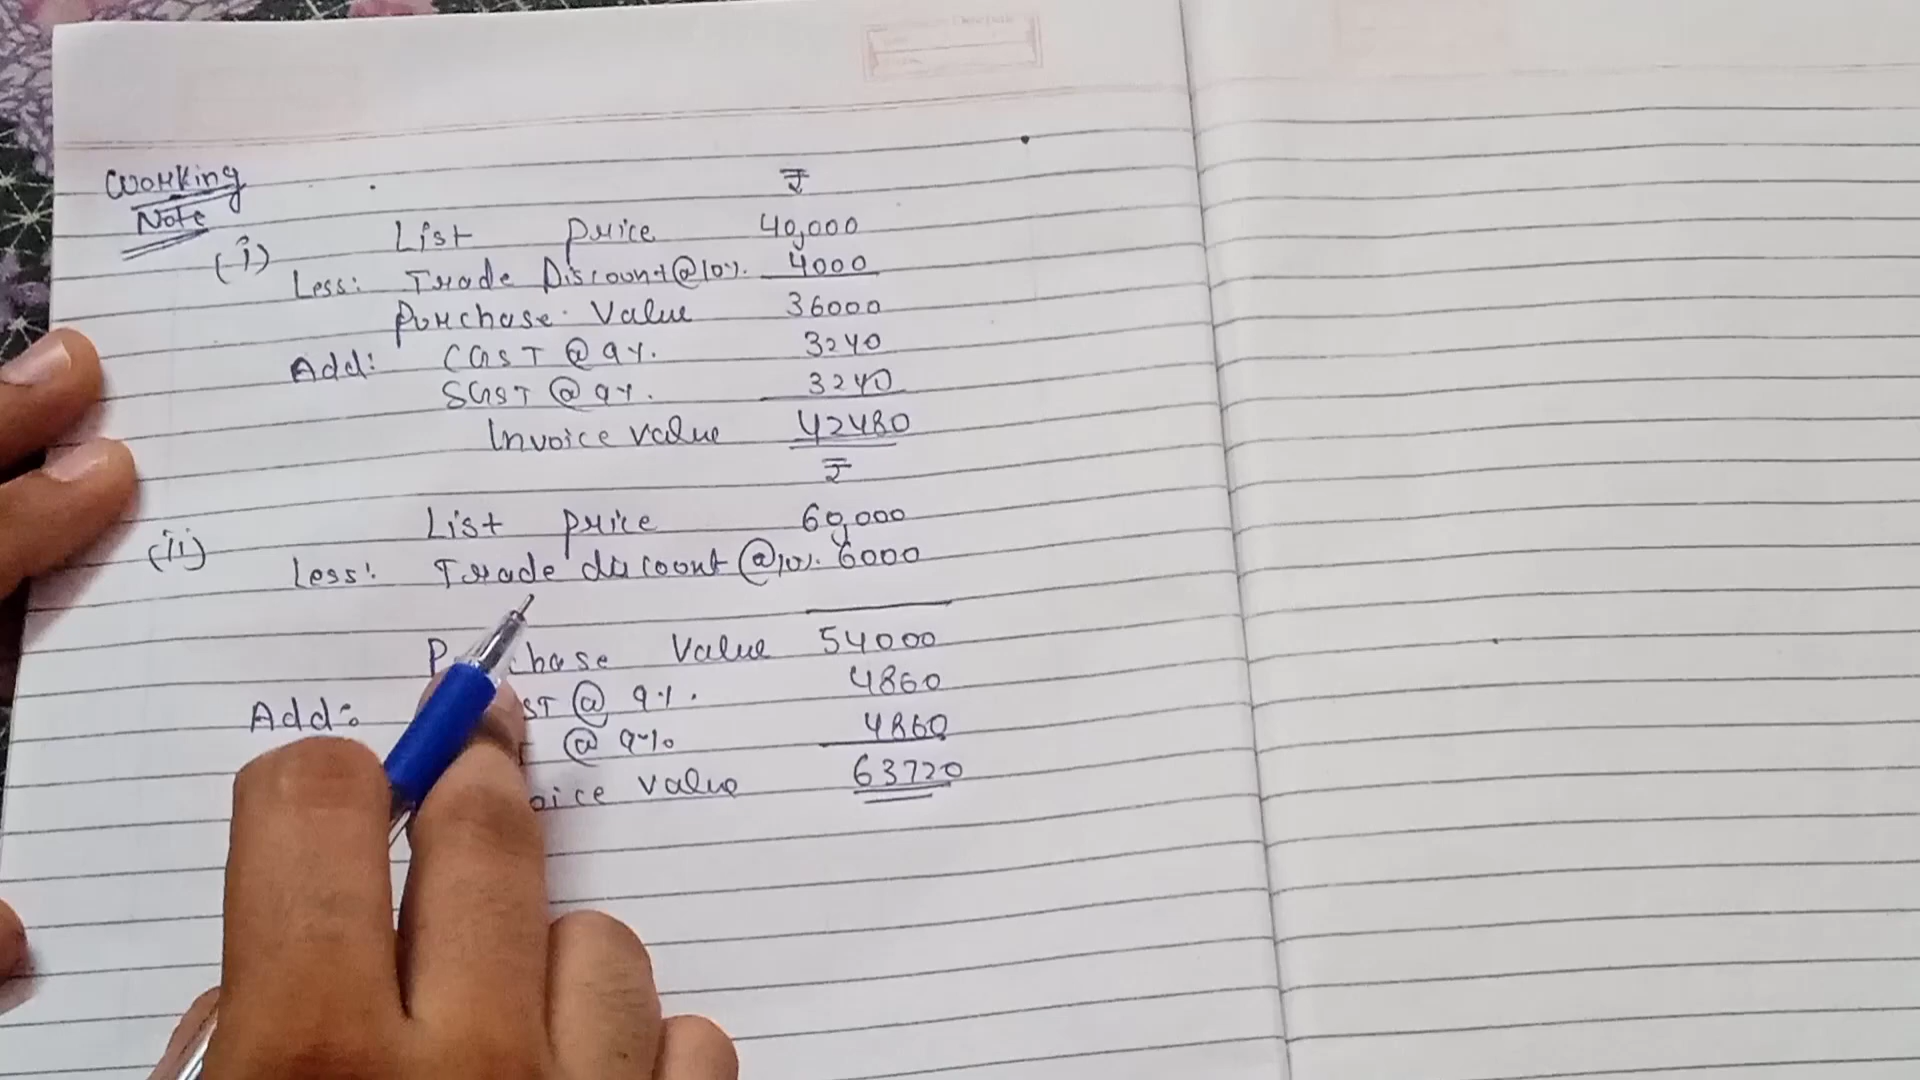 Working
Note
₹
(i) List Price 40,000
Less: Trade Discount @ 10%. 4000
Purchase Value 36000
Add: CGST @ 9%. 3240
SGST @ 9%. 3240
Invoice value 42480
₹
(ii) List Price 60,000
Less: Trade discount @ 10%. 6000
Value 54000
Add: @ 9%. 4860
@ 9% 4860
value 63720